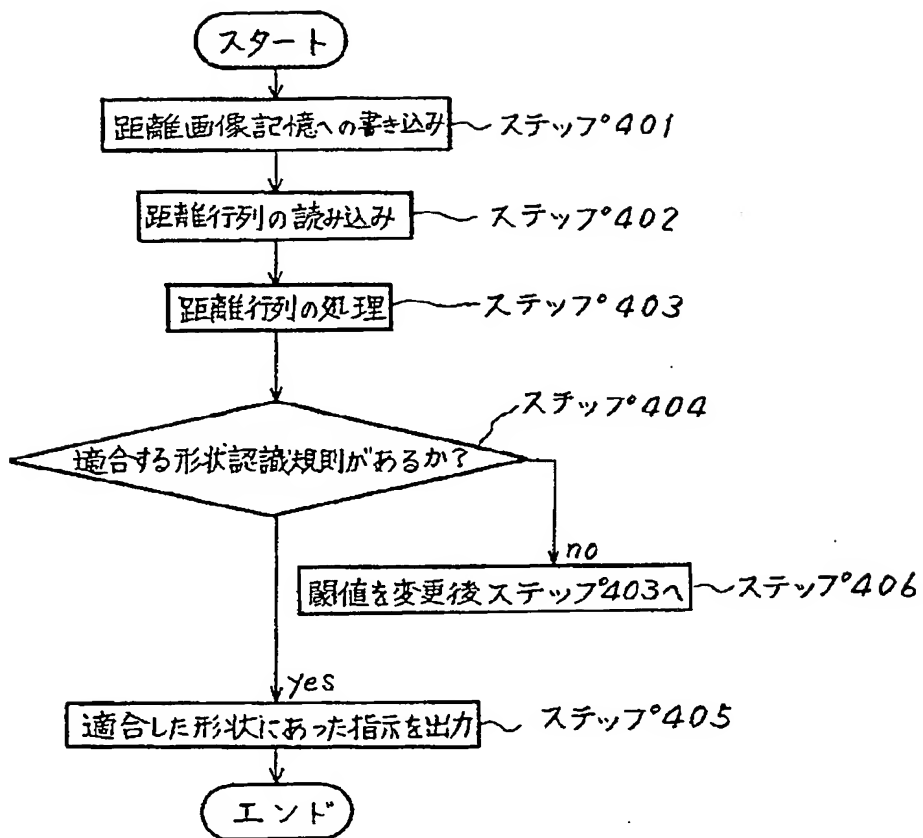 スタート
距離画像記憶への書き込み ステップ401
距離行列の読み込み ステップ402
距離行列の処理 ステップ403
ステップ404
適合する形状認識規則があるか?
no
閾値を変更後ステップ403へ ステップ406
yes
適合した形状にあった指示を出力 ステップ405
エンド